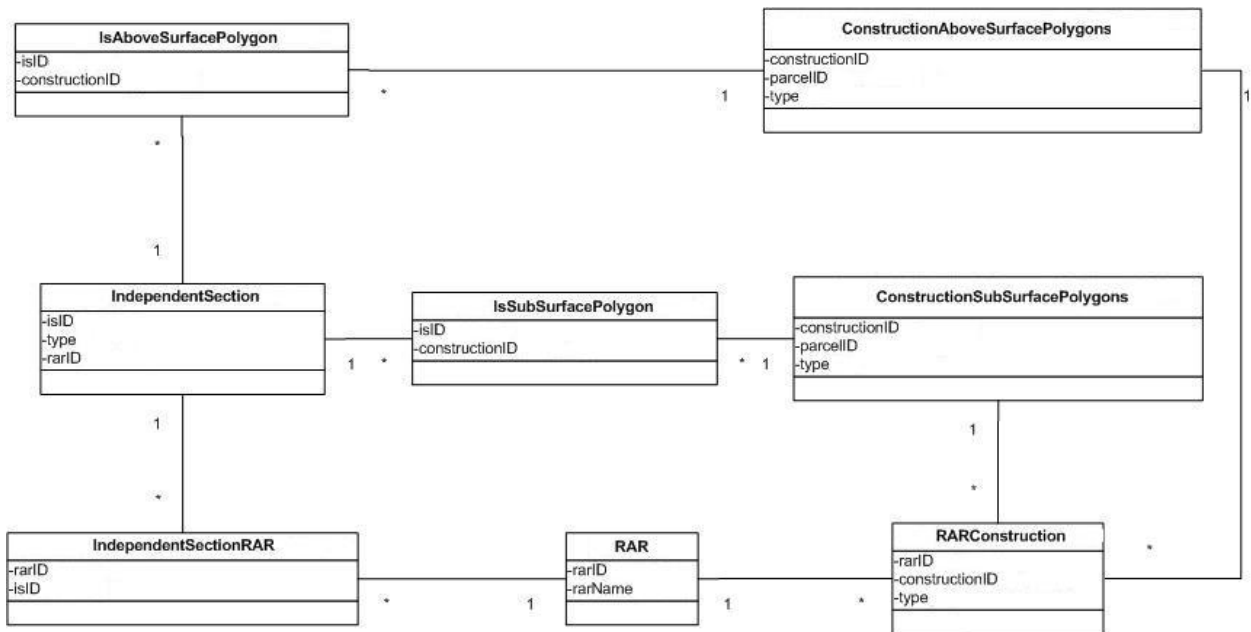 IsAboveSurfacePolygon
-isID
-constructionID
ConstructionAboveSurfacePolygons
-constructionID
-parcelID
-type
*
1
1
*
1
IndependentSection
-isID
-type
-rarID
IsSubSurfacePolygon
-isID
-constructionID
ConstructionSubSurfacePolygons
-constructionID
-parcelID
-type
1
*
*
1
1
*
1
*
IndependentSectionRAR
-rarID
-isID
RAR
-rarID
-rarName
RARConstruction
-rarID
-constructionID
-type
*
*
1
1
*